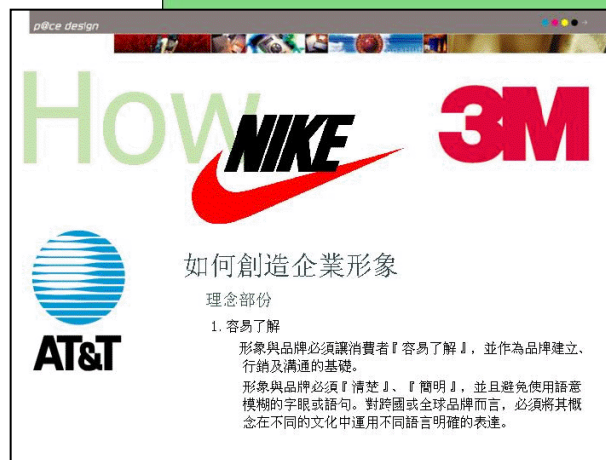 p@ce design
How
NIKE
3M
AT&T
如何創造企業形象
理念部份
1. 容易了解
形象與品牌必須讓消費者『容易了解』，並作為品牌建立、
行銷及溝通的基礎。
形象與品牌必須『清楚』、『簡明』，並且避免使用語意
模糊的字眼或語句。對跨國或全球品牌而言，必須將其概
念在不同的文化中運用不同語言明確的表達。